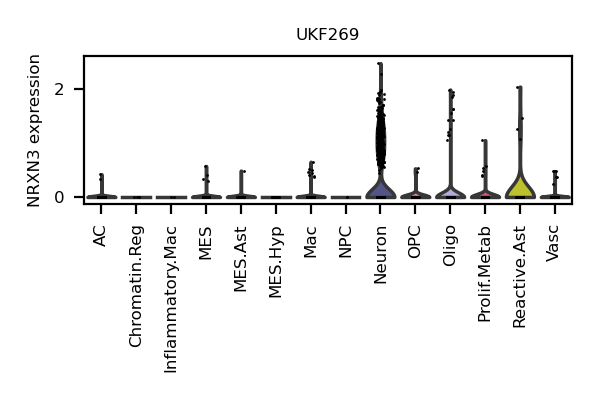 UKF269
NRXN3 expression
2
0
AC
Chromatin.Reg
Inflammatory.Mac
MES
MES.Ast
MES.Hyp
Mac
NPC
Neuron
OPC
Oligo
Prolif.Metab
Reactive.Ast
Vasc